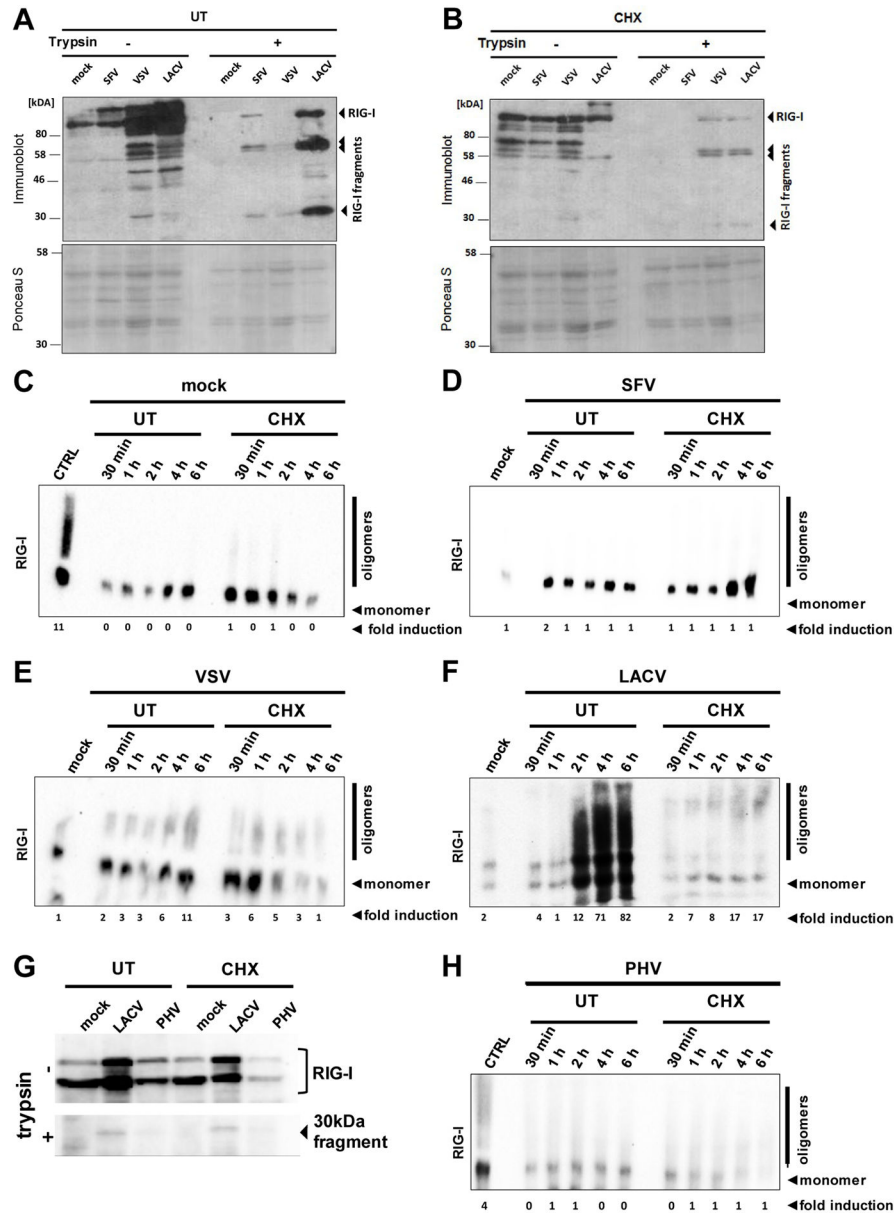 A
UT
Trypsin - +
mock SFV VSV LACV mock SFV VSV LACV
[kDA]
80
58
46
30
Immunoblot
RIG-I
RIG-I fragments
58
30
Ponceau S
B
CHX
Trypsin - +
mock SFV VSV LACV mock SFV VSV LACV
[kDA]
80
58
46
30
Immunoblot
RIG-I
RIG-I fragments
58
30
Ponceau S
C
mock
UT CHX
CTRL 30 min 1 h 2 h 4 h 6 h 30 min 1 h 2 h 4 h 6 h
RIG-I
oligomers
monomer
11 0 0 0 0 0 1 0 1 0 0 fold induction
D
SFV
UT CHX
mock 30 min 1 h 2 h 4 h 6 h 30 min 1 h 2 h 4 h 6 h
RIG-I
oligomers
monomer
1 2 1 1 1 1 1 1 1 1 1 fold induction
E
VSV
UT CHX
mock 30 min 1 h 2 h 4 h 6 h 30 min 1 h 2 h 4 h 6 h
RIG-I
oligomers
monomer
1 2 3 3 6 11 3 6 5 3 1 fold induction
F
LACV
UT CHX
mock 30 min 1 h 2 h 4 h 6 h 30 min 1 h 2 h 4 h 6 h
RIG-I
oligomers
monomer
2 4 1 12 71 82 2 7 8 17 17 fold induction
G
UT CHX
mock LACV PHV mock LACV PHV
trypsin
-
+
RIG-I
30kDa
fragment
H
PHV
UT CHX
CTRL 30 min 1 h 2 h 4 h 6 h 30 min 1 h 2 h 4 h 6 h
RIG-I
oligomers
monomer
4 0 1 1 0 0 0 1 1 1 1 fold induction